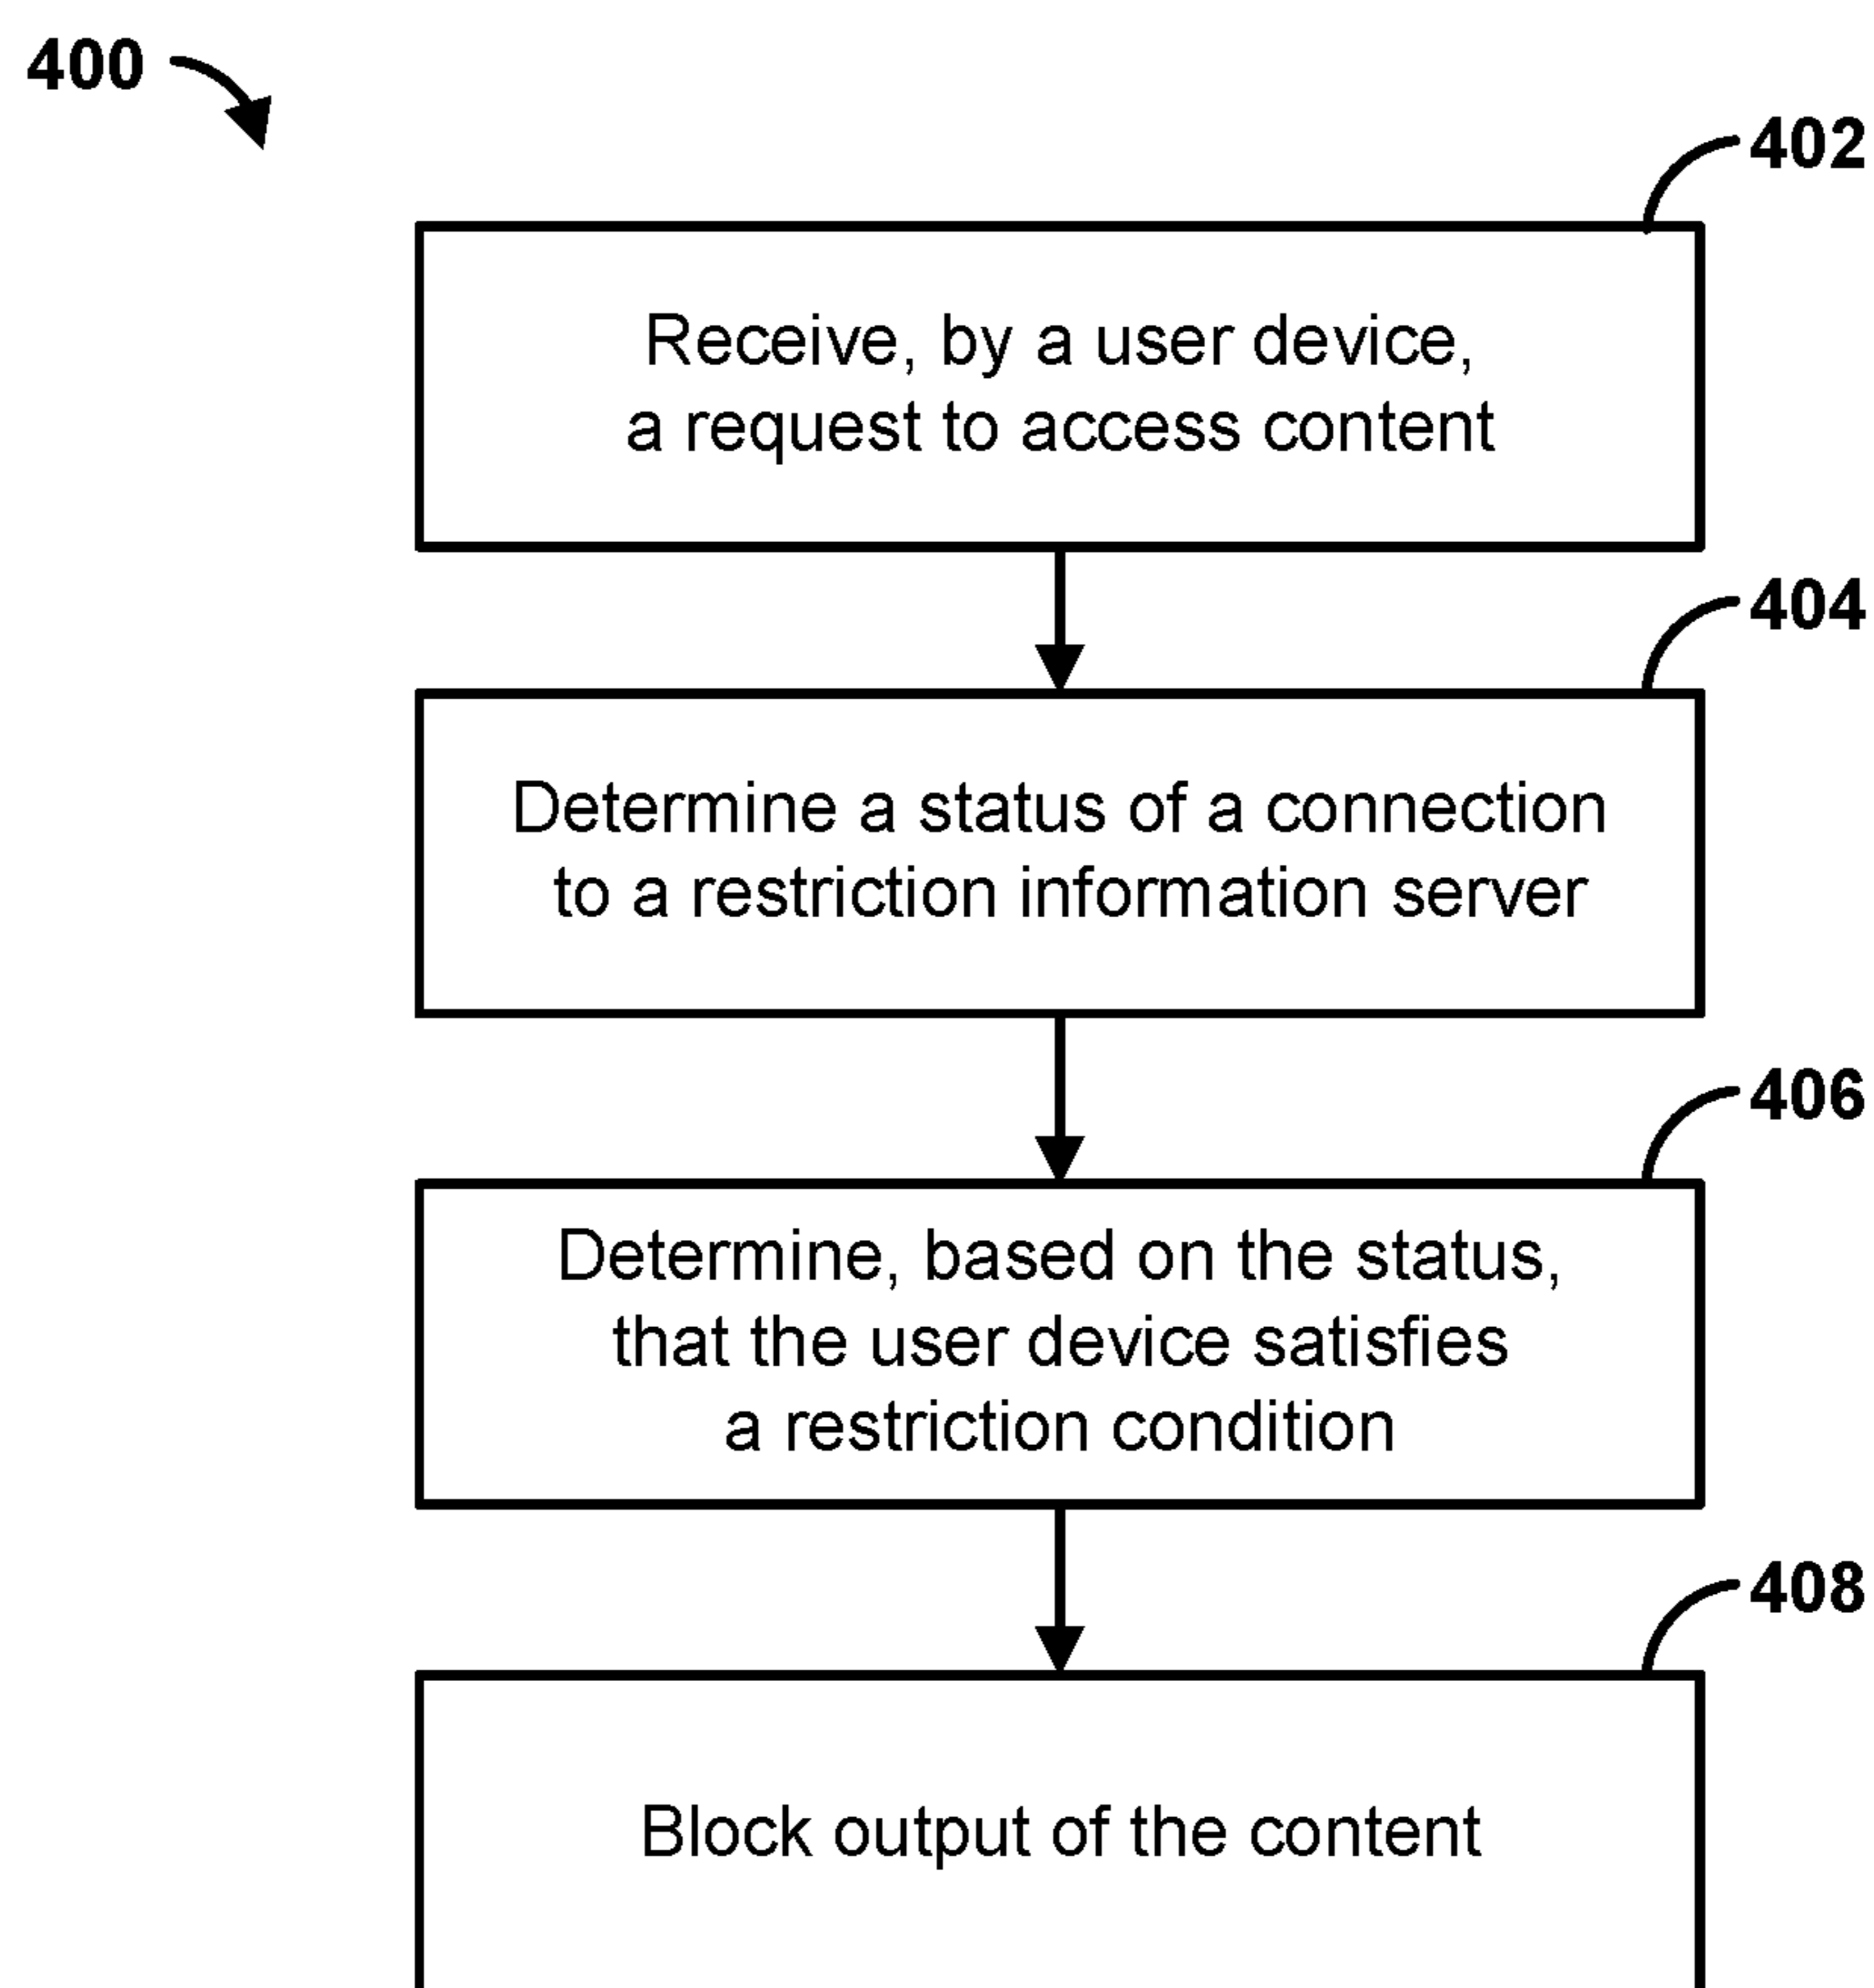 400
402
Receive, by a user device,
a request to access content
404
Determine a status of a connection
to a restriction information server
406
Determine, based on the status,
that the user device satisfies
a restriction condition
408
Block output of the content